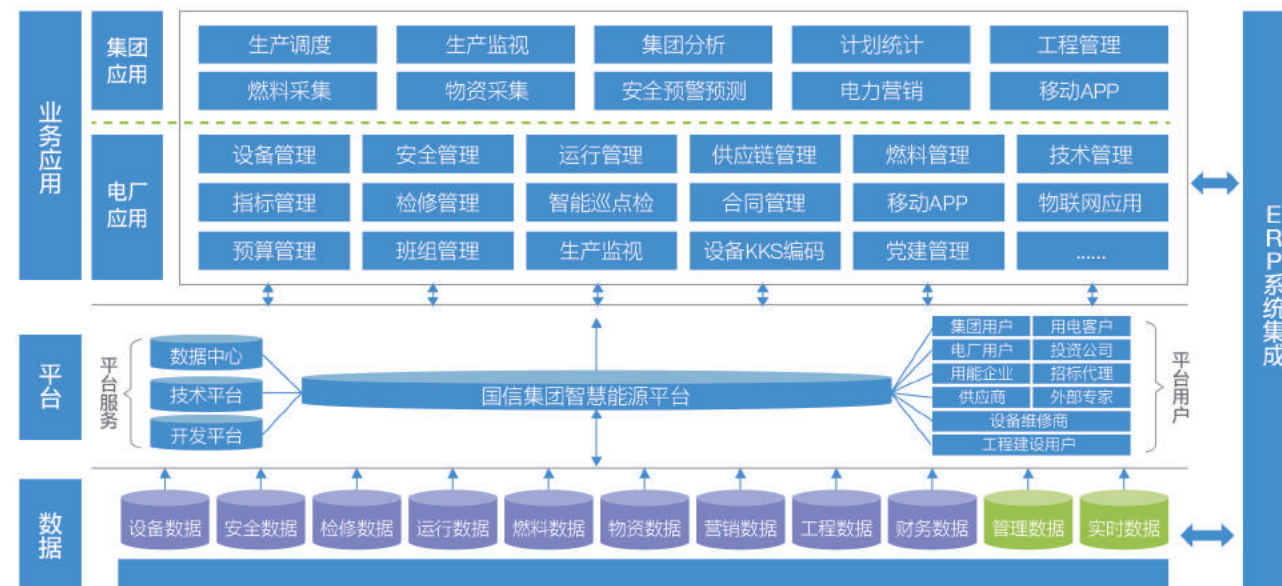 业务应用
集团
应用
生产调度 生产监视 集团分析 计划统计 工程管理
燃料采集 物资采集 安全预警预测 电力营销 移动APP
电厂
应用
设备管理 安全管理 运行管理 供应链管理 燃料管理 技术管理
指标管理 检修管理 智能巡点检 合同管理 移动APP 物联网应用
预算管理 班组管理 生产监视 设备KKS编码 党建管理 ......
平台
平台服务
数据中心
技术平台
开发平台
国信集团智慧能源平台
集团用户 用电客户
电厂用户 投资公司
用能企业 招标代理
供应商 外部专家
设备维修商
工程建设用户
平台用户
数据
设备数据 安全数据 检修数据 运行数据 燃料数据 物资数据 营销数据 工程数据 财务数据 管理数据 实时数据
ERP系统集成